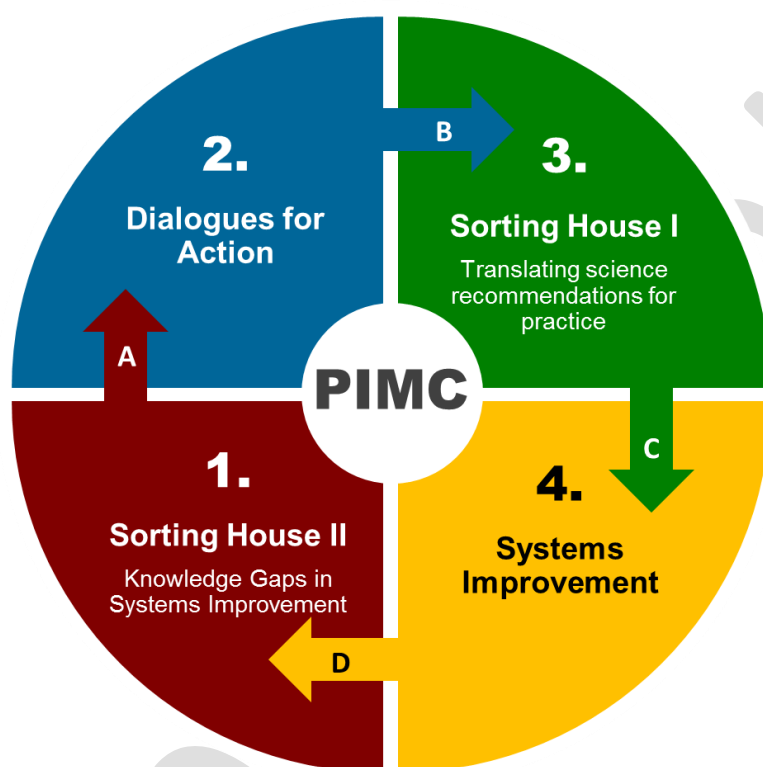 2.
Dialogues for
Action
B
3.
Sorting House I
Translating science
recommendations for
practice
A
PIMC
C
1.
Sorting House II
Knowledge Gaps in
Systems Improvement
4.
Systems
Improvement
D